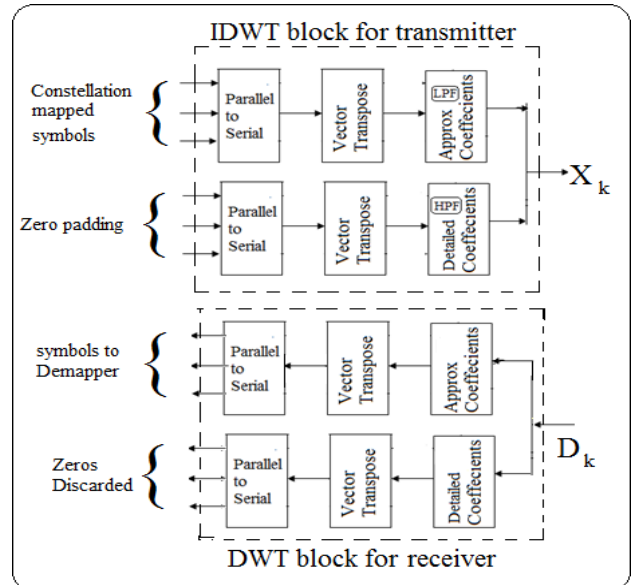 IDWT block for transmitter
Constellation
mapped
symbols
Parallel
to
Serial
Vector
Transpose
LPF
Approx
Coeffecients
X k
Zero padding
Parallel
to
Serial
Vector
Transpose
HPF
Detailed
Coeffecients
symbols to
Demapper
Parallel
to
Serial
Vector
Transpose
Approx
Coeffecients
D k
Zeros
Discarded
Parallel
to
Serial
Vector
Transpose
Detailed
Coeffecients
DWT block for receiver